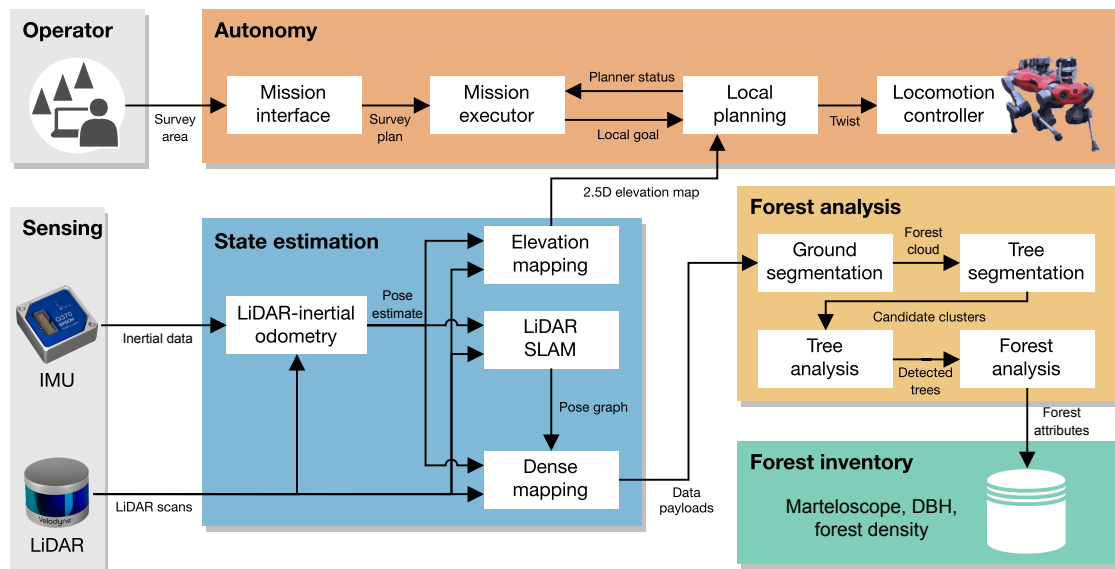 Operator
Autonomy
Mission
interface
Mission
executor
Planner status
Local goal
Local
planning
Locomotion
controller
Survey
area
Survey
plan
Twist
2.5D elevation map
Sensing
IMU
Inertial data
Velodyne
LiDAR
LiDAR scans
State estimation
LiDAR-inertial
odometry
Pose
estimate
Elevation
mapping
LiDAR
SLAM
Pose graph
Dense
mapping
Data
payloads
Forest analysis
Ground
segmentation
Forest
cloud
Tree
segmentation
Candidate clusters
Tree
analysis
Detected
trees
Forest
analysis
Forest
attributes
Forest inventory
Marteloscope, DBH,
forest density